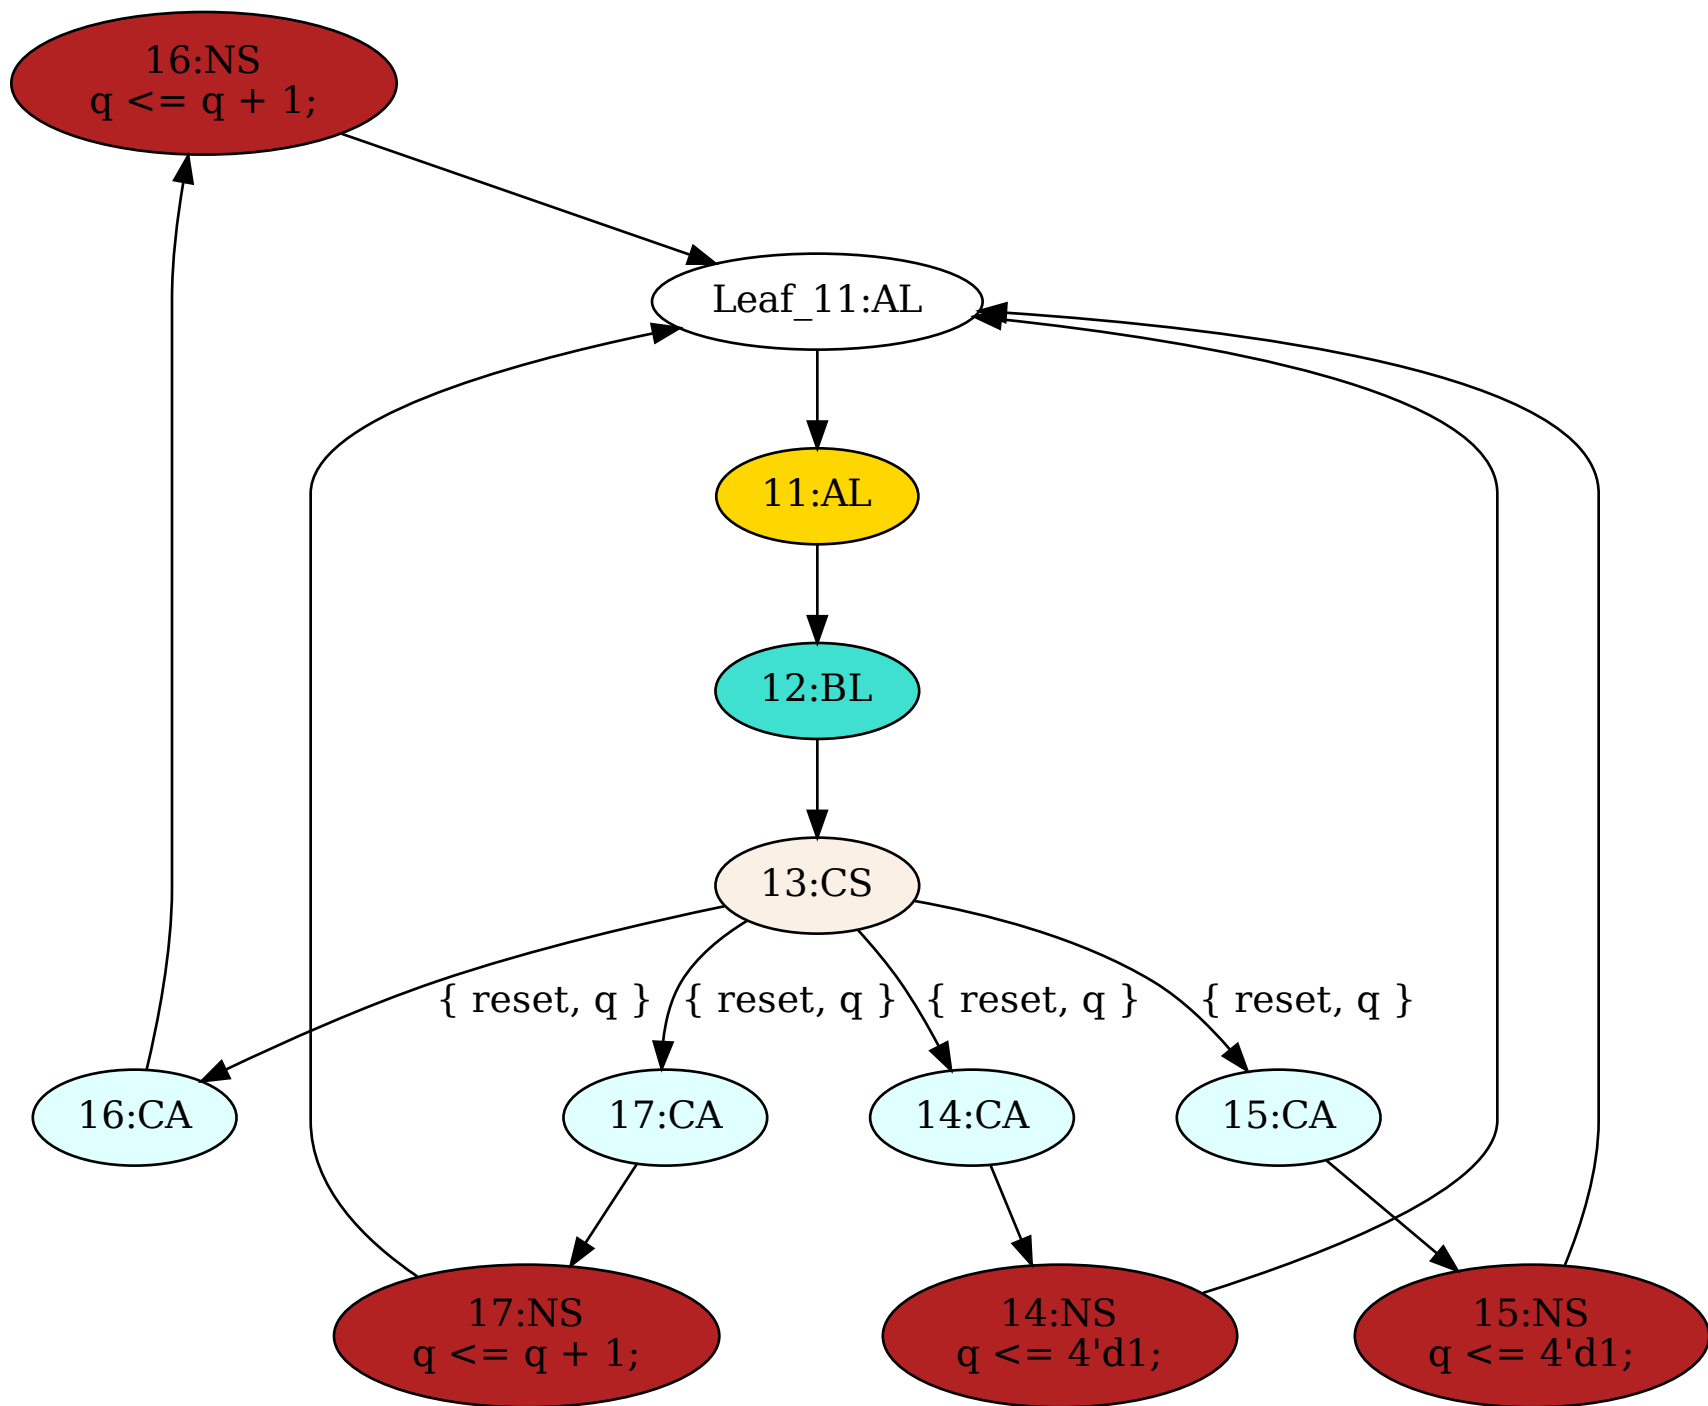 16:NS
q <= q + 1;
Leaf_11:AL
11:AL
12:BL
13:CS
{ reset, q }
{ reset, q }
{ reset, q }
{ reset, q }
16:CA
17:CA
14:CA
15:CA
17:NS
q <= q + 1;
14:NS
q <= 4'd1;
15:NS
q <= 4'd1;